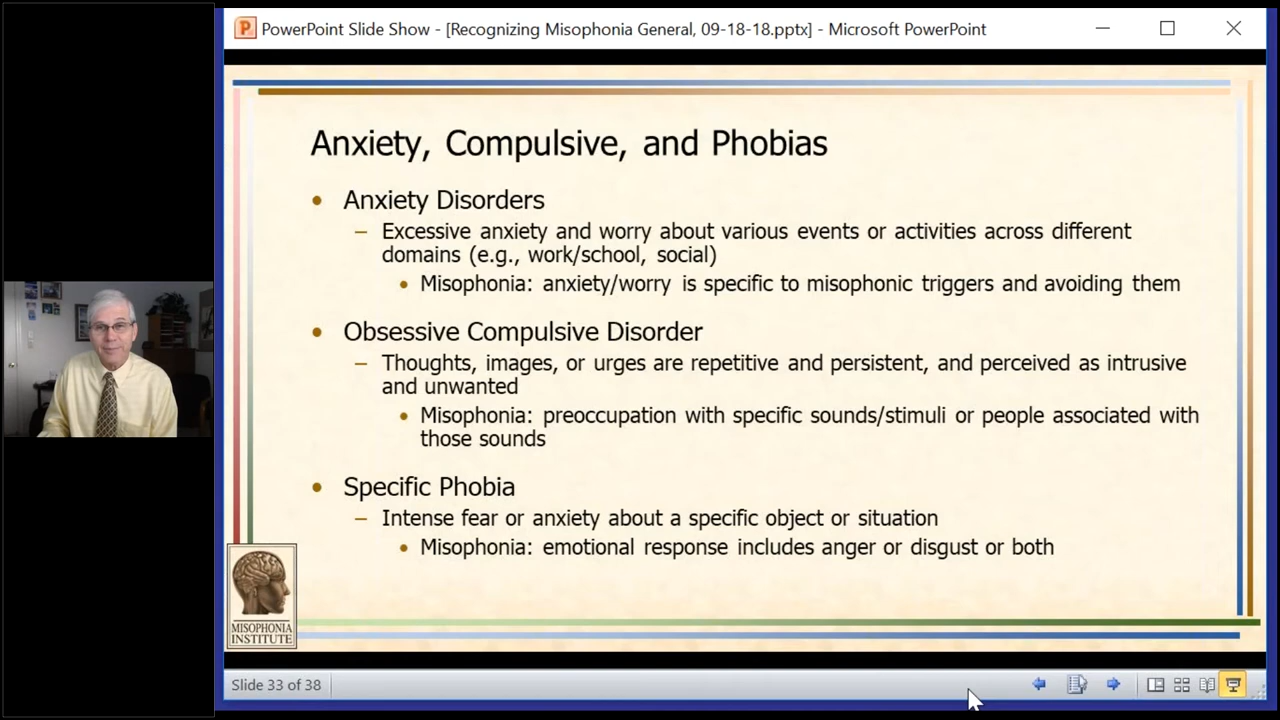 PowerPoint Slide Show - [Recognizing Misophonia General, 09-18-18.pptx] - Microsoft PowerPoint
Anxiety, Compulsive, and Phobias
• Anxiety Disorders
– Excessive anxiety and worry about various events or activities across different
domains (e.g., work/school, social)
• Misophonia: anxiety/worry is specific to misophonic triggers and avoiding them
• Obsessive Compulsive Disorder
– Thoughts, images, or urges are repetitive and persistent, and perceived as intrusive
and unwanted
• Misophonia: preoccupation with specific sounds/stimuli or people associated with
those sounds
• Specific Phobia
– Intense fear or anxiety about a specific object or situation
• Misophonia: emotional response includes anger or disgust or both
MISOPHONIA
INSTITUTE
Slide 33 of 38